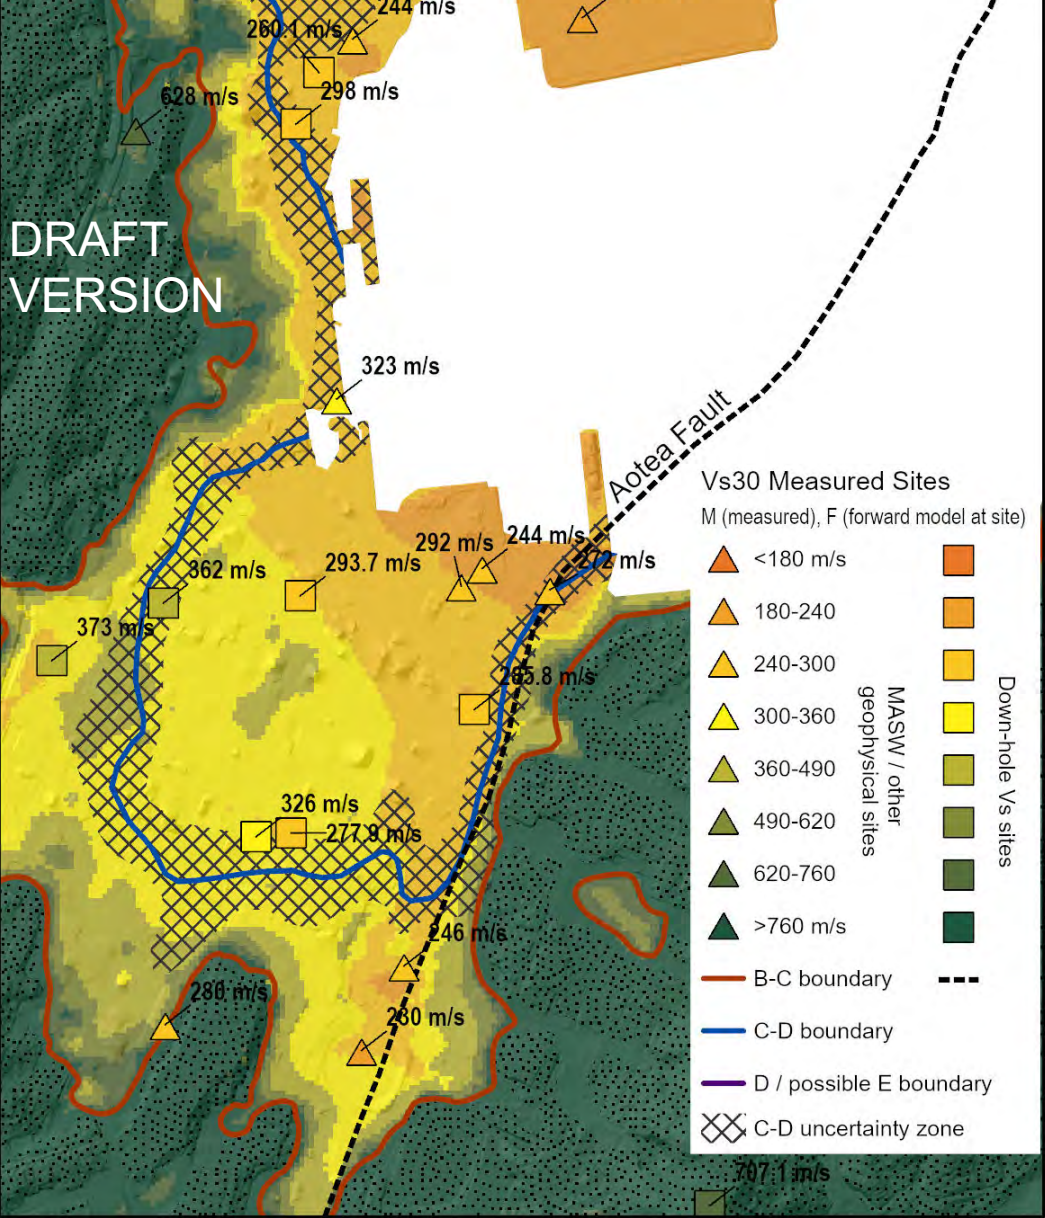 244 m/s
260.1 m/s
298 m/s
628 m/s
DRAFT
VERSION
323 m/s
Aotea Fault
362 m/s
293.7 m/s
292 m/s
244 m/s
272 m/s
373 m/s
m/s
326 m/s
277.9 m/s
246 m/s
280 m/s
230 m/s
707.1 m/s
Vs30 Measured Sites
M (measured), F (forward model at site)
<180 m/s
180-240
240-300
300-360
360-490
490-620
620-760
>760 m/s
MASW / other
geophysical sites
Down-hole Vs sites
B-C boundary
C-D boundary
D / possible E boundary
C-D uncertainty zone